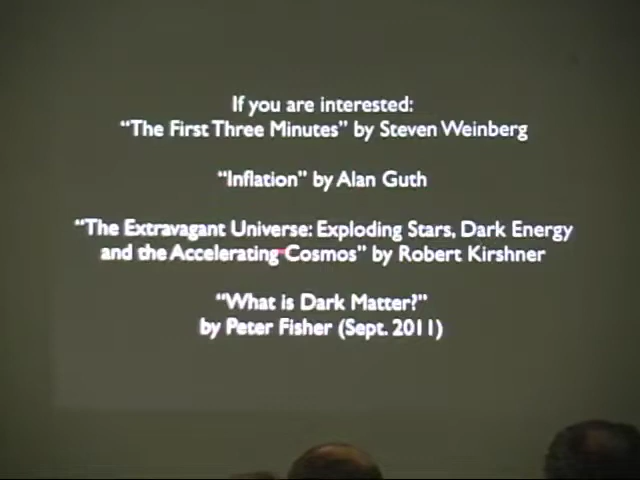 If you are interested:
“The First Three Minutes” by Steven Weinberg
“Inflation” by Alan Guth
“The Extravagant Universe: Exploding Stars, Dark Energy
and the Accelerating Cosmos” by Robert Kirshner
“What is Dark Matter?”
by Peter Fisher (Sept. 2011)